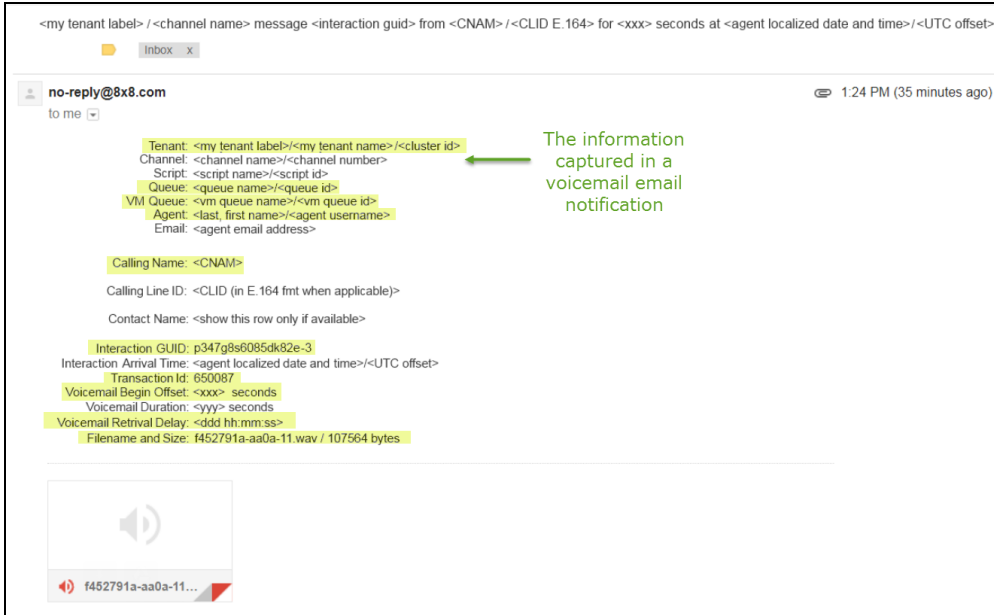 <my tenant label> / <channel name> message <interaction guid> from <CNAM> / <CLID E.164> for <xxx> seconds at <agent localized date and time>/<UTC offset>
Inbox x
no-reply@8x8.com
1:24 PM (35 minutes ago)
to me
Tenant: <my tenant label>/<my tenant name>/<cluster id>
Channel: <channel name>/<channel number>
Script: <script name>/<script id>
Queue: <queue name>/<queue id>
VM Queue: <vm queue name>/<vm queue id>
Agent: <last, first name>/<agent username>
Email: <agent email address>
The information
captured in a
voicemail email
notification
Calling Name: <CNAM>
Calling Line ID: <CLID (in E.164 fmt when applicable)>
Contact Name: <show this row only if available>
Interaction GUID: p347g8s6085dk82e-3
Interaction Arrival Time: <agent localized date and time>/<UTC offset>
Transaction Id: 650087
Voicemail Begin Offset: <xxx> seconds
Voicemail Duration: <yyy> seconds
Voicemail Retrival Delay: <ddd hh:mm:ss>
Filename and Size: f452791a-aa0a-11.wav / 107564 bytes
f452791a-aa0a-11...